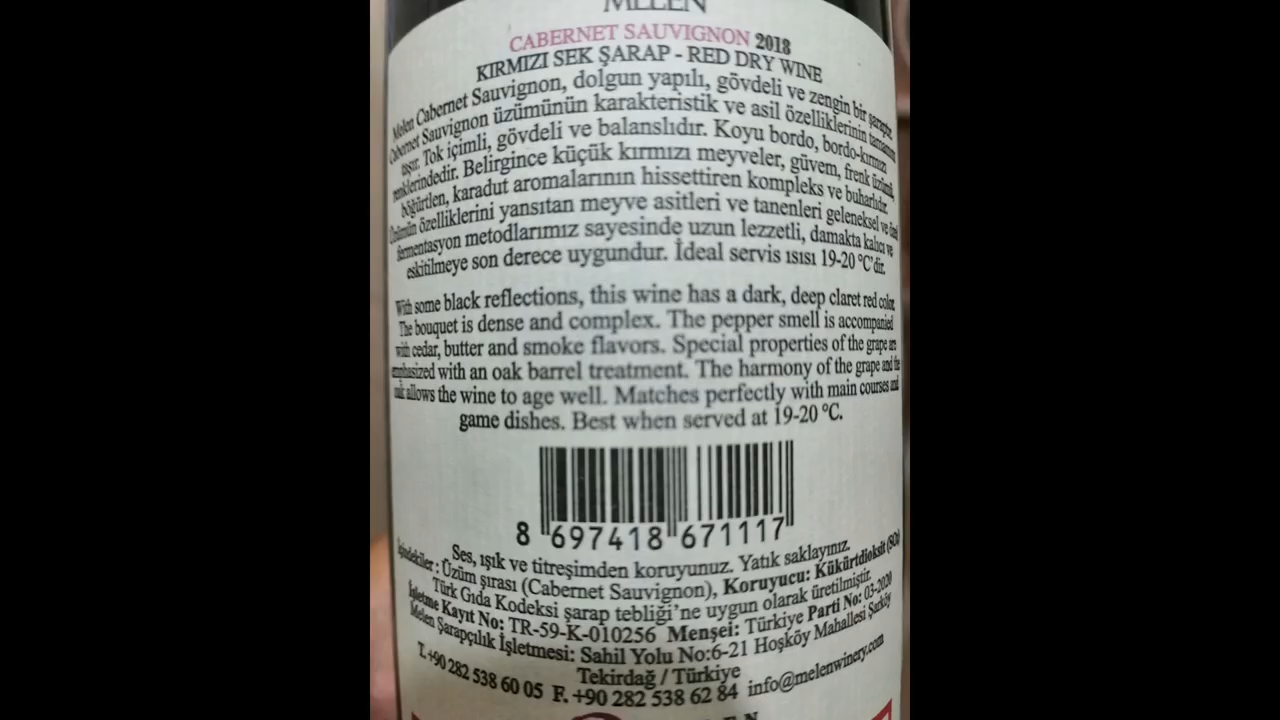 MELEN
CABERNET SAUVIGNON 2018
KIRMIZI SEK ŞARAP - RED DRY WINE
Melen Cabernet Sauvignon, dolgun yapılı, gövdeli ve zengin bir şaraptır.
Cabernet Sauvignon üzümünün karakteristik ve asil özelliklerinin tamamını
taşır. Tok içimli, gövdeli ve balanslıdır. Koyu bordo, bordo-kırmızı
renklerindedir. Belirgince küçük kırmızı meyveler, güvem, frenk üzümü,
böğürtlen, karadut aromalarının hissettiren kompleks ve buharlıdır.
Üzümün özelliklerini yansıtan meyve asitleri ve tanenleri geleneksel ve özel
fermentasyon metodlarımız sayesinde uzun lezzetli, damakta kalıcı ve
eskitilmeye son derece uygundur. İdeal servis ısısı 19-20 °C'dir.
With some black reflections, this wine has a dark, deep claret red color.
The bouquet is dense and complex. The pepper smell is accompanied
with cedar, butter and smoke flavors. Special properties of the grape are
emphasized with an oak barrel treatment. The harmony of the grape and the
oak allows the wine to age well. Matches perfectly with main courses and
game dishes. Best when served at 19-20 °C.
8 697418 671117
Ses, ışık ve titreşimden koruyunuz. Yatık saklayınız.
İçindekiler : Üzüm şırası (Cabernet Sauvignon), Koruyucu: Kükürtdioksit (SO2)
Türk Gıda Kodeksi şarap tebliği'ne uygun olarak üretilmiştir.
İşletme Kayıt No: TR-59-K-010256 Menşei: Türkiye Parti No: 03-2020
Melen Şarapçılık İşletmesi: Sahil Yolu No:6-21 Hoşköy Mahallesi Şarköy
Tekirdağ / Türkiye
T. +90 282 538 60 05 F. +90 282 538 62 84 info@melenwinery.com